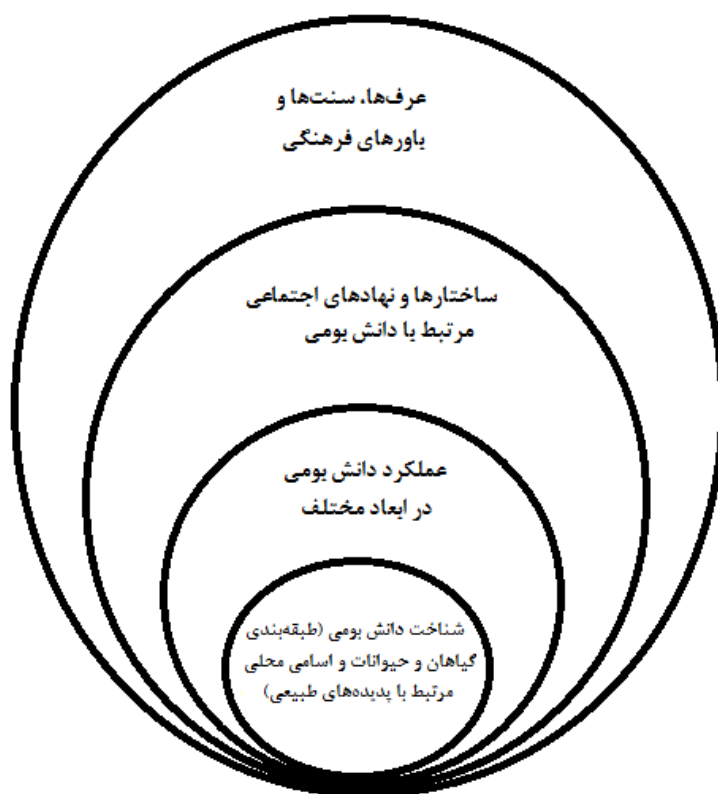 عرف‌ها، سنت‌ها و
باورهای فرهنگی
ساختارها و نهادهای اجتماعی
مرتبط با دانش بومی
عملکرد دانش بومی
در ابعاد مختلف
شناخت دانش بومی (طبقه‌بندی
گیاهان و حیوانات و اسامی محلی
مرتبط با پدیده‌های طبیعی)